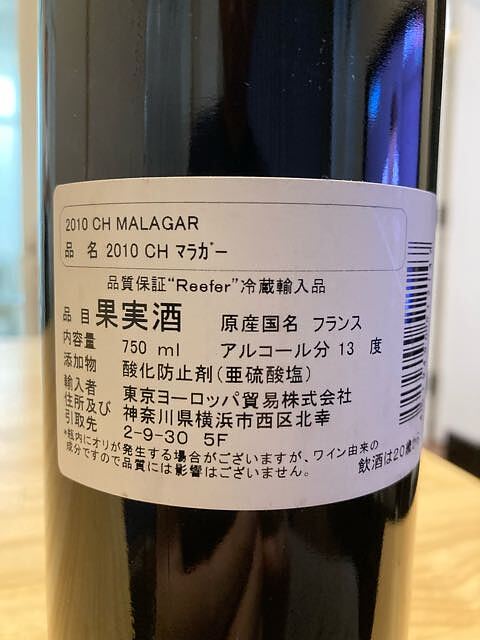 2010 CH MALAGAR
品 名 2010 CH マラガー
品質保証“Reefer”冷蔵輸入品
品目 果実酒 原産国名 フランス
内容量 750 ml アルコール分 13 度
添加物 酸化防止剤(亜硫酸塩)
輸入者 東京ヨーロッパ貿易株式会社
住所及び 神奈川県横浜市西区北幸
引取先 2-9-30 5F
*瓶内にオリが発生する場合がございますが、ワイン由来の
成分ですので品質には影響はございません。
飲酒は20歳か